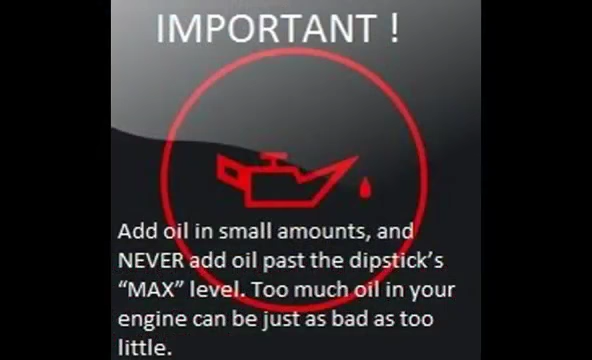 IMPORTANT !
Add oil in small amounts, and
NEVER add oil past the dipstick's
“MAX” level. Too much oil in your
engine can be just as bad as too
little.